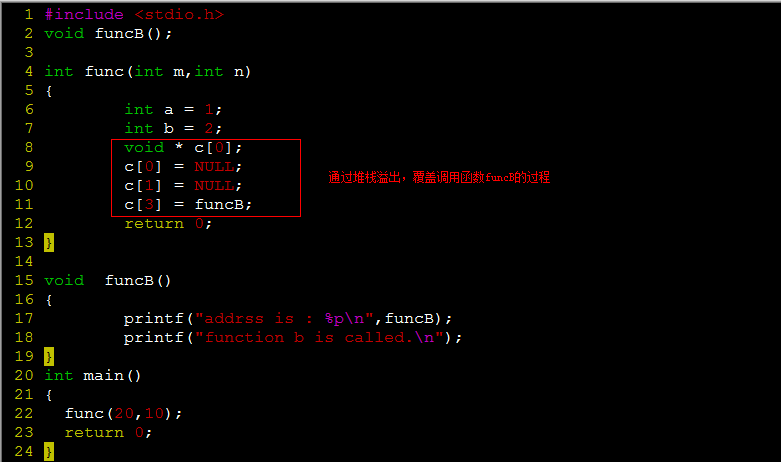 1 #include <stdio.h>
2 void funcB();
3
4 int func(int m,int n)
5 {
6         int a = 1;
7         int b = 2;
8         void * c[0];
9         c[0] = NULL;
10         c[1] = NULL;
通过堆栈溢出，覆盖调用函数funcB的过程
11         c[3] = funcB;
12         return 0;
13 }
14
15 void  funcB()
16 {
17         printf("addrss is : %p\n",funcB);
18         printf("function b is called.\n");
19 }
20 int main()
21 {
22   func(20,10);
23   return 0;
24 }